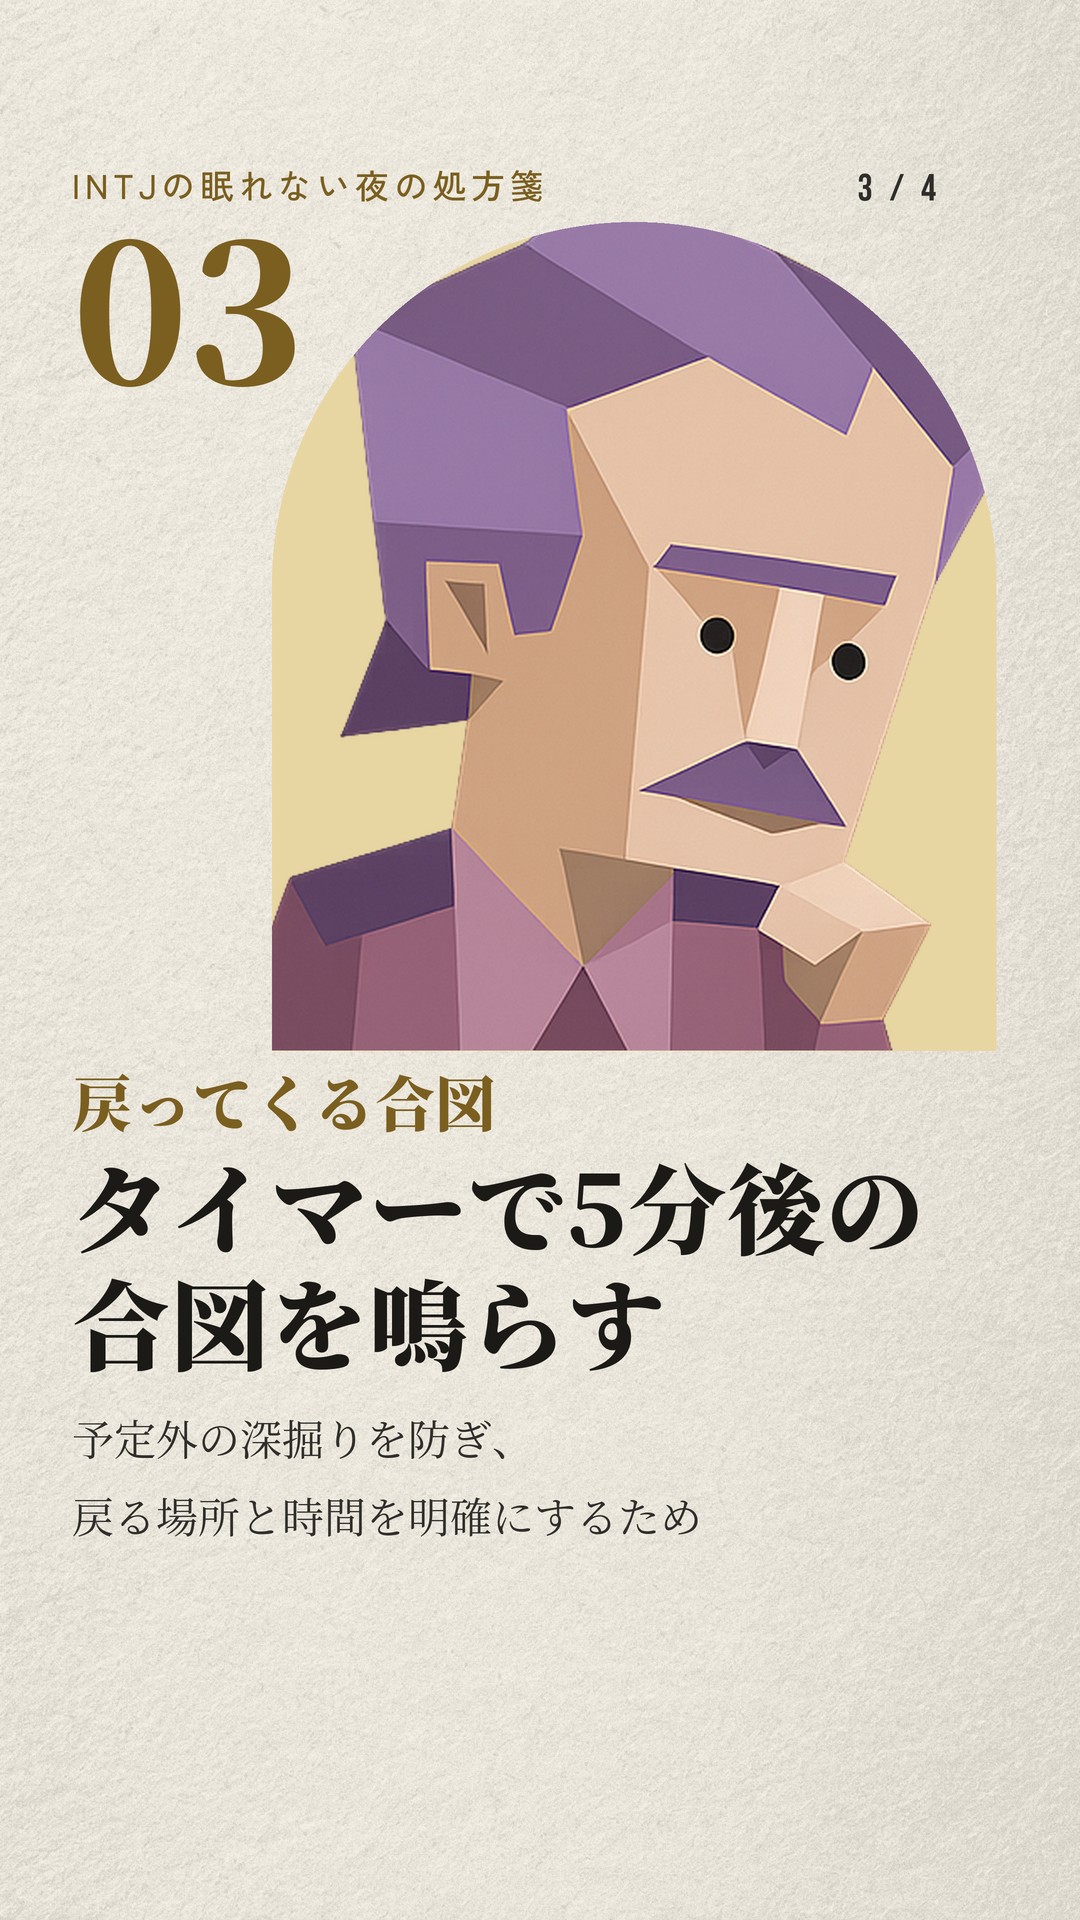 INTJの眠れない夜の処方箋
3 / 4
03
戻ってくる合図
タイマーで5分後の
合図を鳴らす
予定外の深掘りを防ぎ、
戻る場所と時間を明確にするため